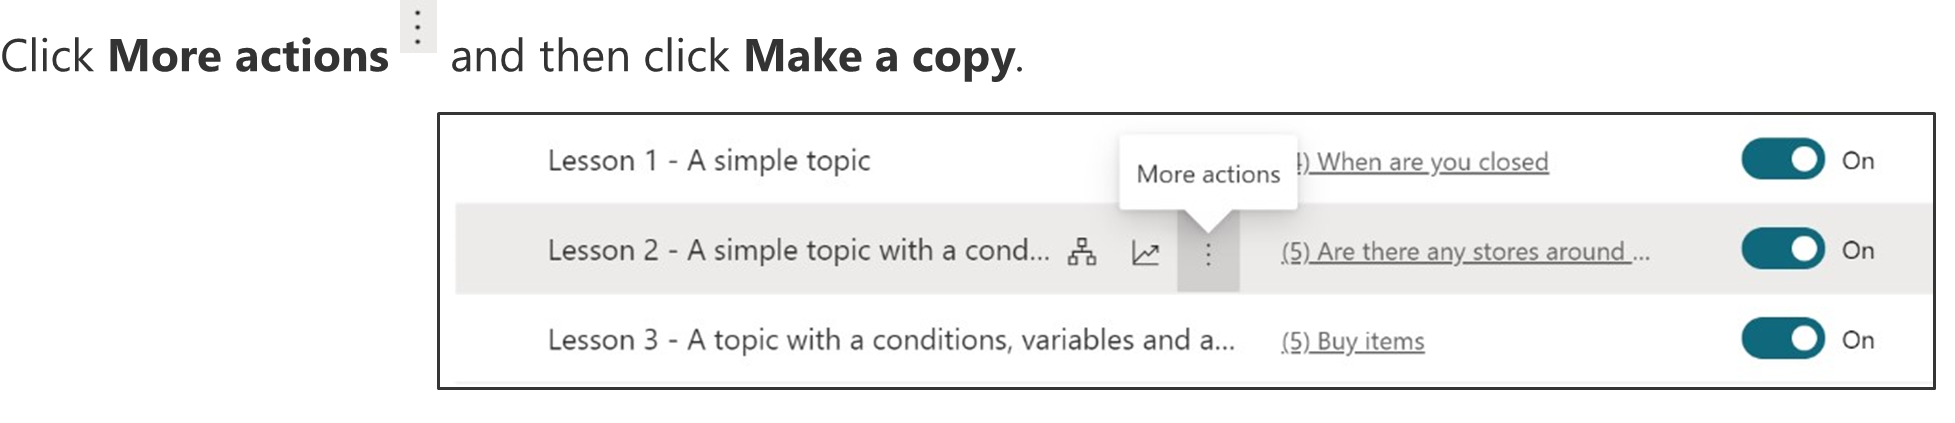 Click More actions ⋮ and then click Make a copy.
Lesson 1 - A simple topic More actions 4) When are you closed On
Lesson 2 - A simple topic with a cond... ⋮ (5) Are there any stores around ... On
Lesson 3 - A topic with a conditions, variables and a... (5) Buy items On